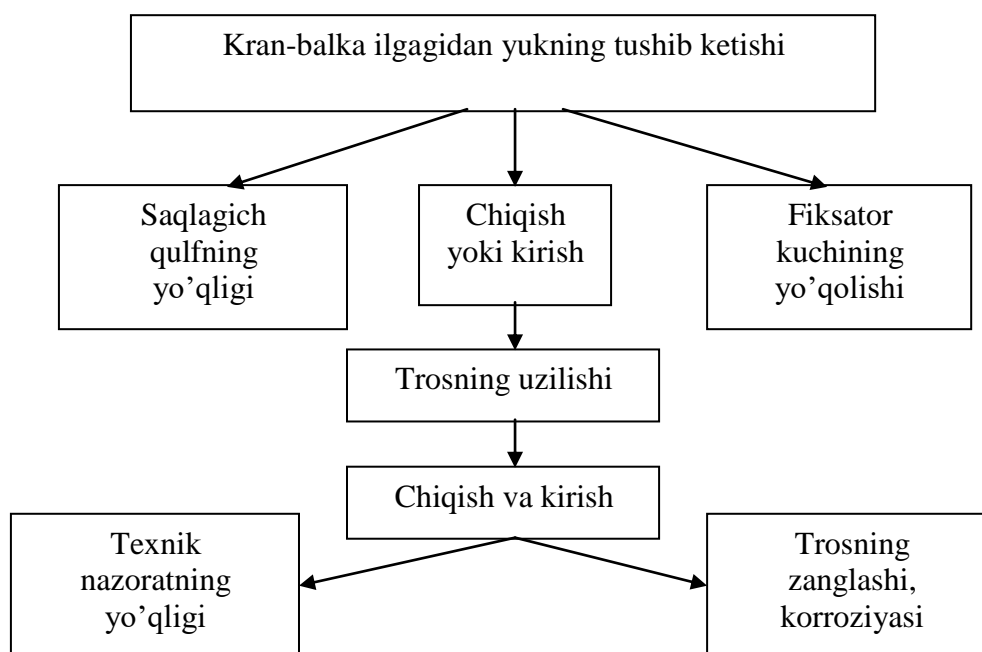 Kran-balka ilgagidan yukning tushib ketishi
Saqlagich
qulfning
yo’qligi
Chiqish
yoki kirish
Fiksator
kuchining
yo’qolishi
Trosning uzilishi
Chiqish va kirish
Texnik
nazoratning
yo’qligi
Trosning
zanglashi,
korroziyasi